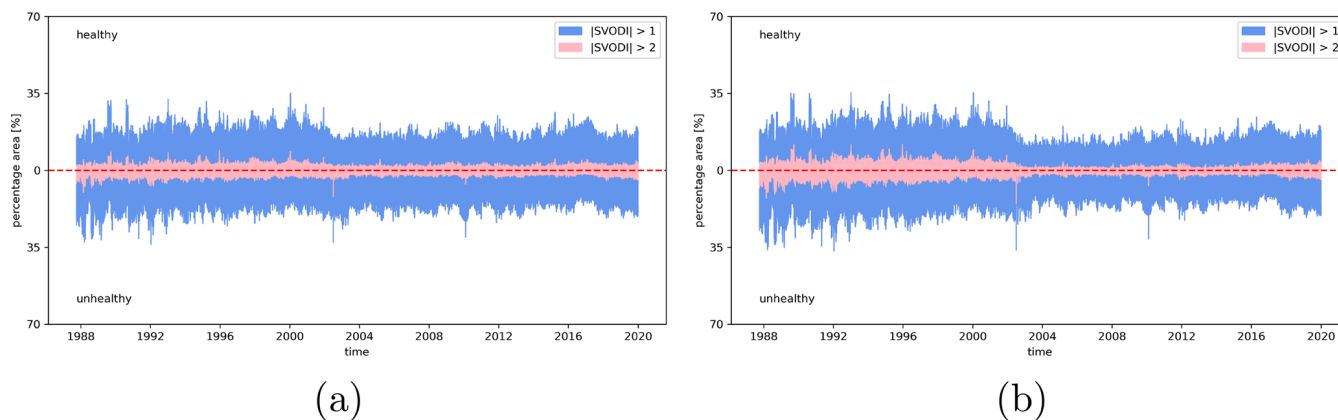 70
35
0
35
70
percentage area [%]
healthy
unhealthy
|SVODI| > 1
|SVODI| > 2
1988 1992 1996 2000 2004 2008 2012 2016 2020
time
(a)
70
35
0
35
70
percentage area [%]
healthy
unhealthy
|SVODI| > 1
|SVODI| > 2
1988 1992 1996 2000 2004 2008 2012 2016 2020
time
(b)